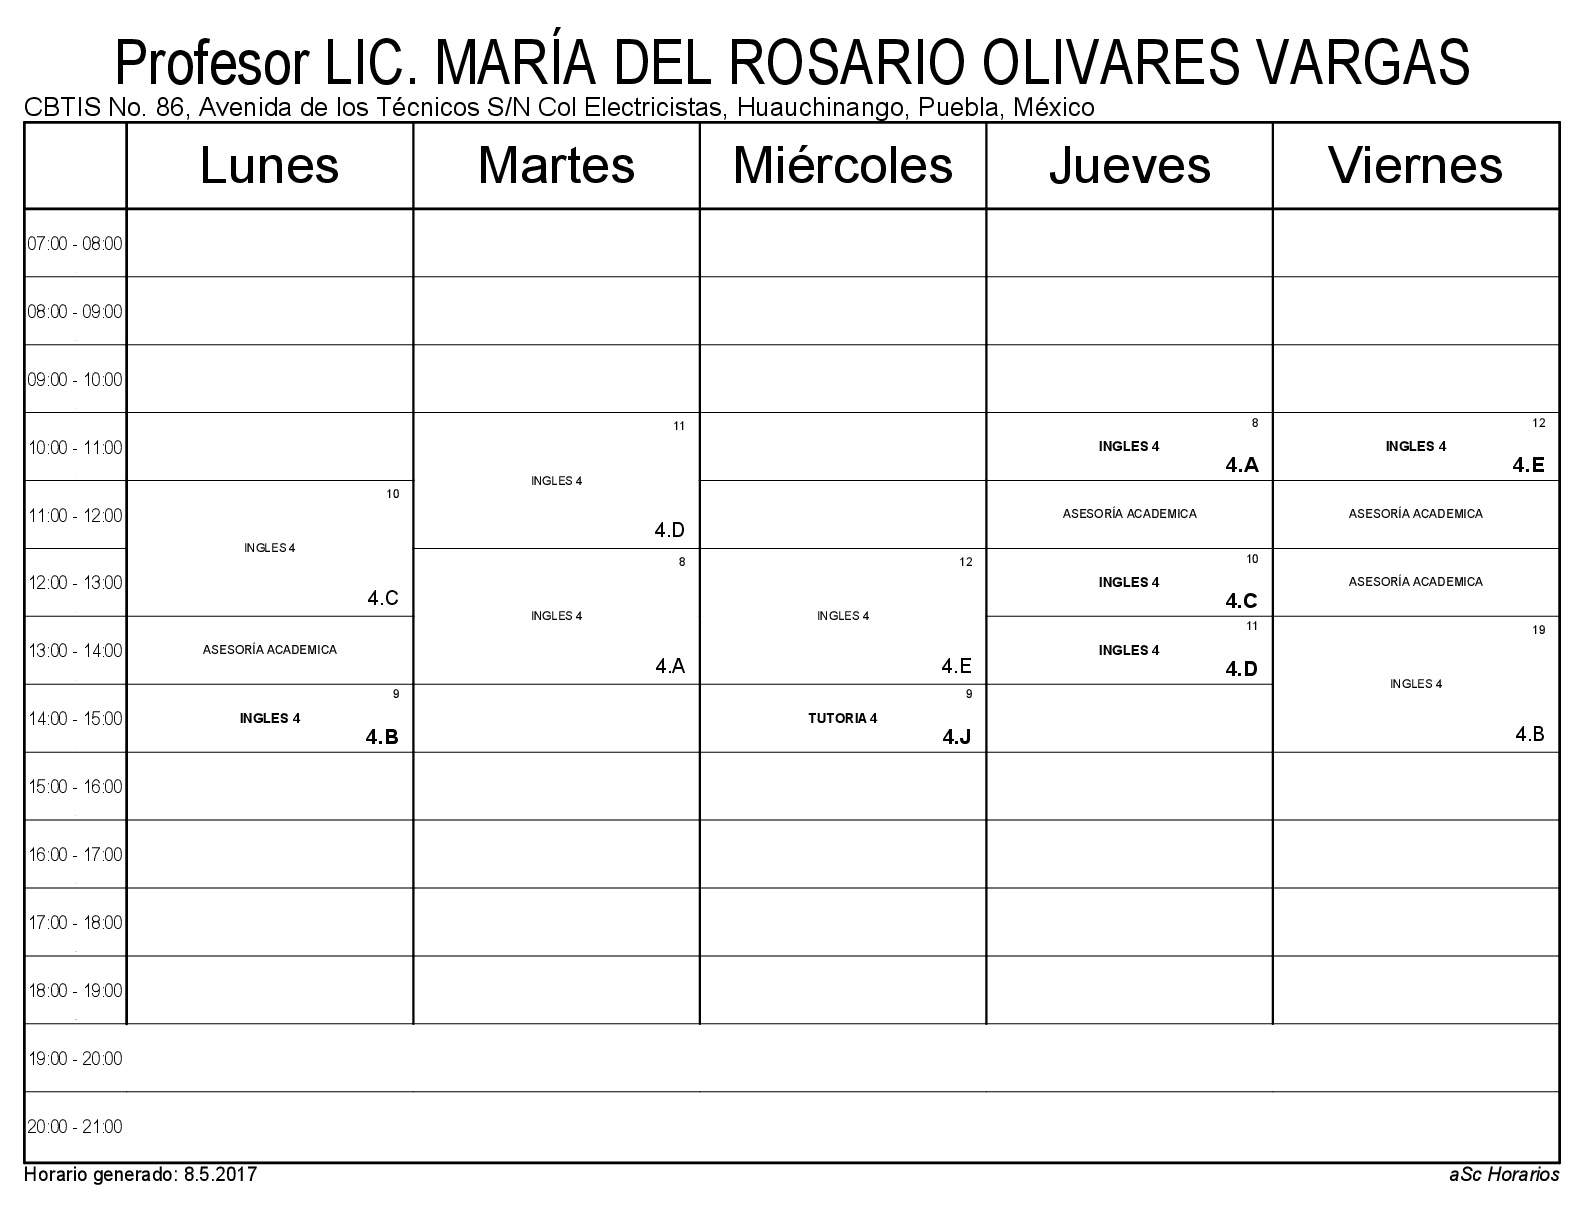 Profesor LIC. MARÍA DEL ROSARIO OLIVARES VARGAS
CBTIS No. 86, Avenida de los Técnicos S/N Col Electricistas, Huauchinango, Puebla, México
Lunes Martes Miércoles Jueves Viernes
07:00 - 08:00
08:00 - 09:00
09:00 - 10:00
10:00 - 11:00
11
INGLES 4
4.D
8
INGLES 4
4.A
12
INGLES 4
4.E
11:00 - 12:00
10
INGLES 4
4.C
ASESORÍA ACADEMICA
ASESORÍA ACADEMICA
12:00 - 13:00
8
INGLES 4
4.A
12
INGLES 4
4.E
10
INGLES 4
4.C
ASESORÍA ACADEMICA
13:00 - 14:00
ASESORÍA ACADEMICA
11
INGLES 4
4.D
19
INGLES 4
4.B
14:00 - 15:00
9
INGLES 4
4.B
9
TUTORIA 4
4.J
15:00 - 16:00
16:00 - 17:00
17:00 - 18:00
18:00 - 19:00
19:00 - 20:00
20:00 - 21:00
Horario generado: 8.5.2017
aSc Horarios